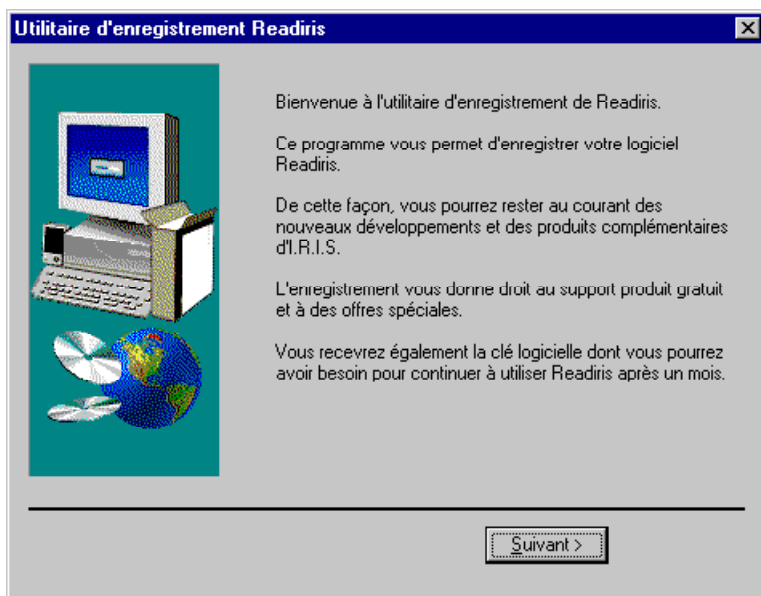 Utilitaire d'enregistrement Readiris
Bienvenue à l'utilitaire d'enregistrement de Readiris.
Ce programme vous permet d'enregistrer votre logiciel
Readiris.
De cette façon, vous pourrez rester au courant des
nouveaux développements et des produits complémentaires
d'I.R.I.S.
L'enregistrement vous donne droit au support produit gratuit
et à des offres spéciales.
Vous recevrez également la clé logicielle dont vous pourrez
avoir besoin pour continuer à utiliser Readiris après un mois.
Suivant >